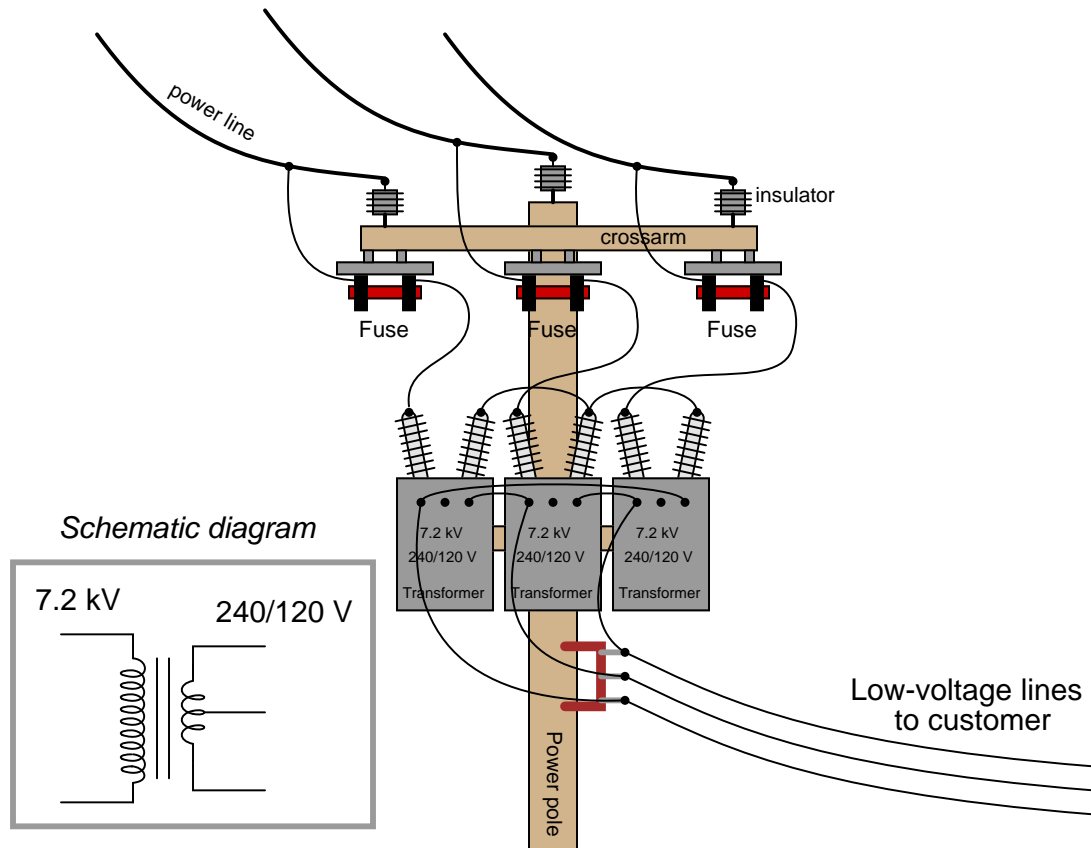 power line
insulator
crossarm
Fuse Fuse Fuse
7.2 kV 7.2 kV 7.2 kV
240/120 V 240/120 V 240/120 V
Transformer Transformer Transformer
Schematic diagram
7.2 kV
240/120 V
Low-voltage lines
to customer
Power pole